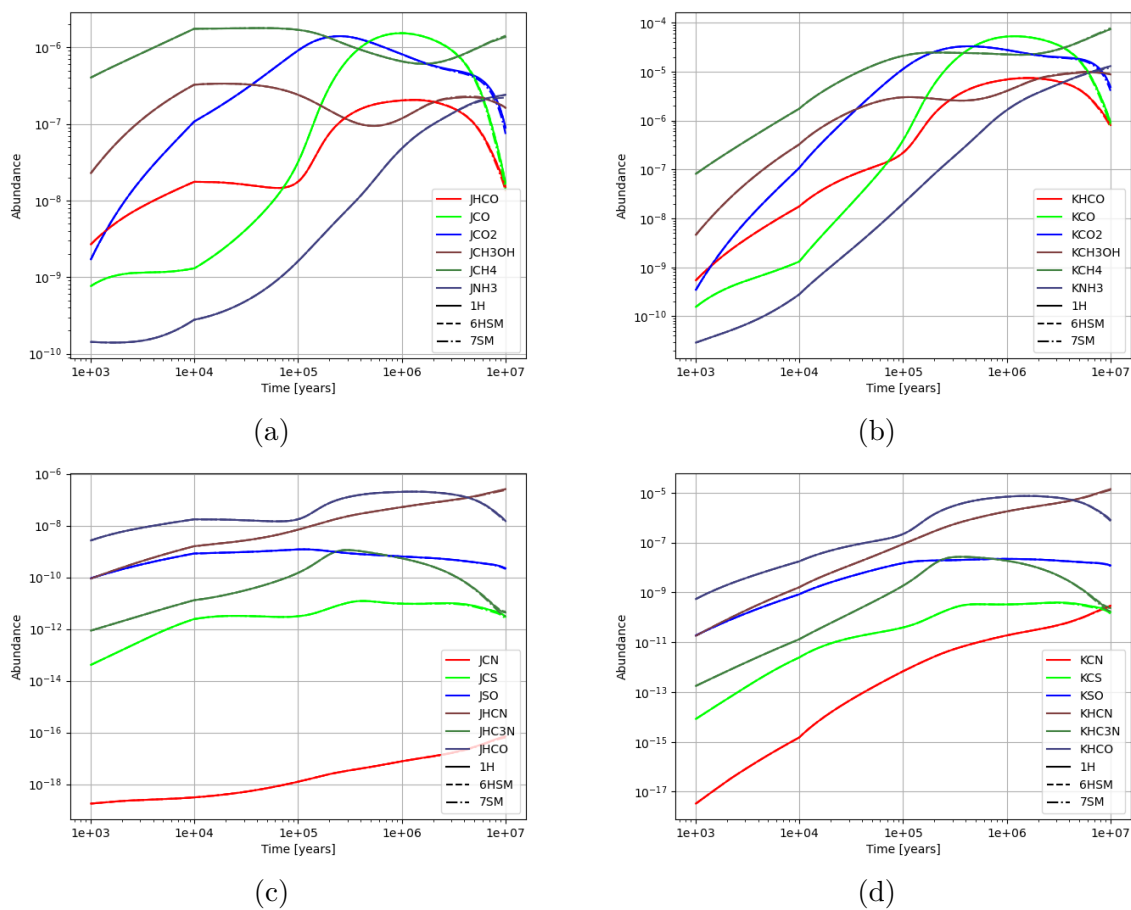 10^-6
10^-7
10^-8
10^-9
10^-10
Abundance
1e+03 1e+04 1e+05 1e+06 1e+07
Time [years]
JHCO
JCO
JCO2
JCH3OH
JCH4
JNH3
1H
6HSM
7SM
(a)
10^-4
10^-5
10^-6
10^-7
10^-8
10^-9
10^-10
Abundance
1e+03 1e+04 1e+05 1e+06 1e+07
Time [years]
KHCO
KCO
KCO2
KCH3OH
KCH4
KNH3
1H
6HSM
7SM
(b)
10^-6
10^-8
10^-10
10^-12
10^-14
10^-16
10^-18
Abundance
1e+03 1e+04 1e+05 1e+06 1e+07
Time [years]
JCN
JCS
JSO
JHCN
JHC3N
JHCO
1H
6HSM
7SM
(c)
10^-5
10^-7
10^-9
10^-11
10^-13
10^-15
10^-17
Abundance
1e+03 1e+04 1e+05 1e+06 1e+07
Time [years]
KCN
KCS
KSO
KHCN
KHC3N
KHCO
1H
6HSM
7SM
(d)